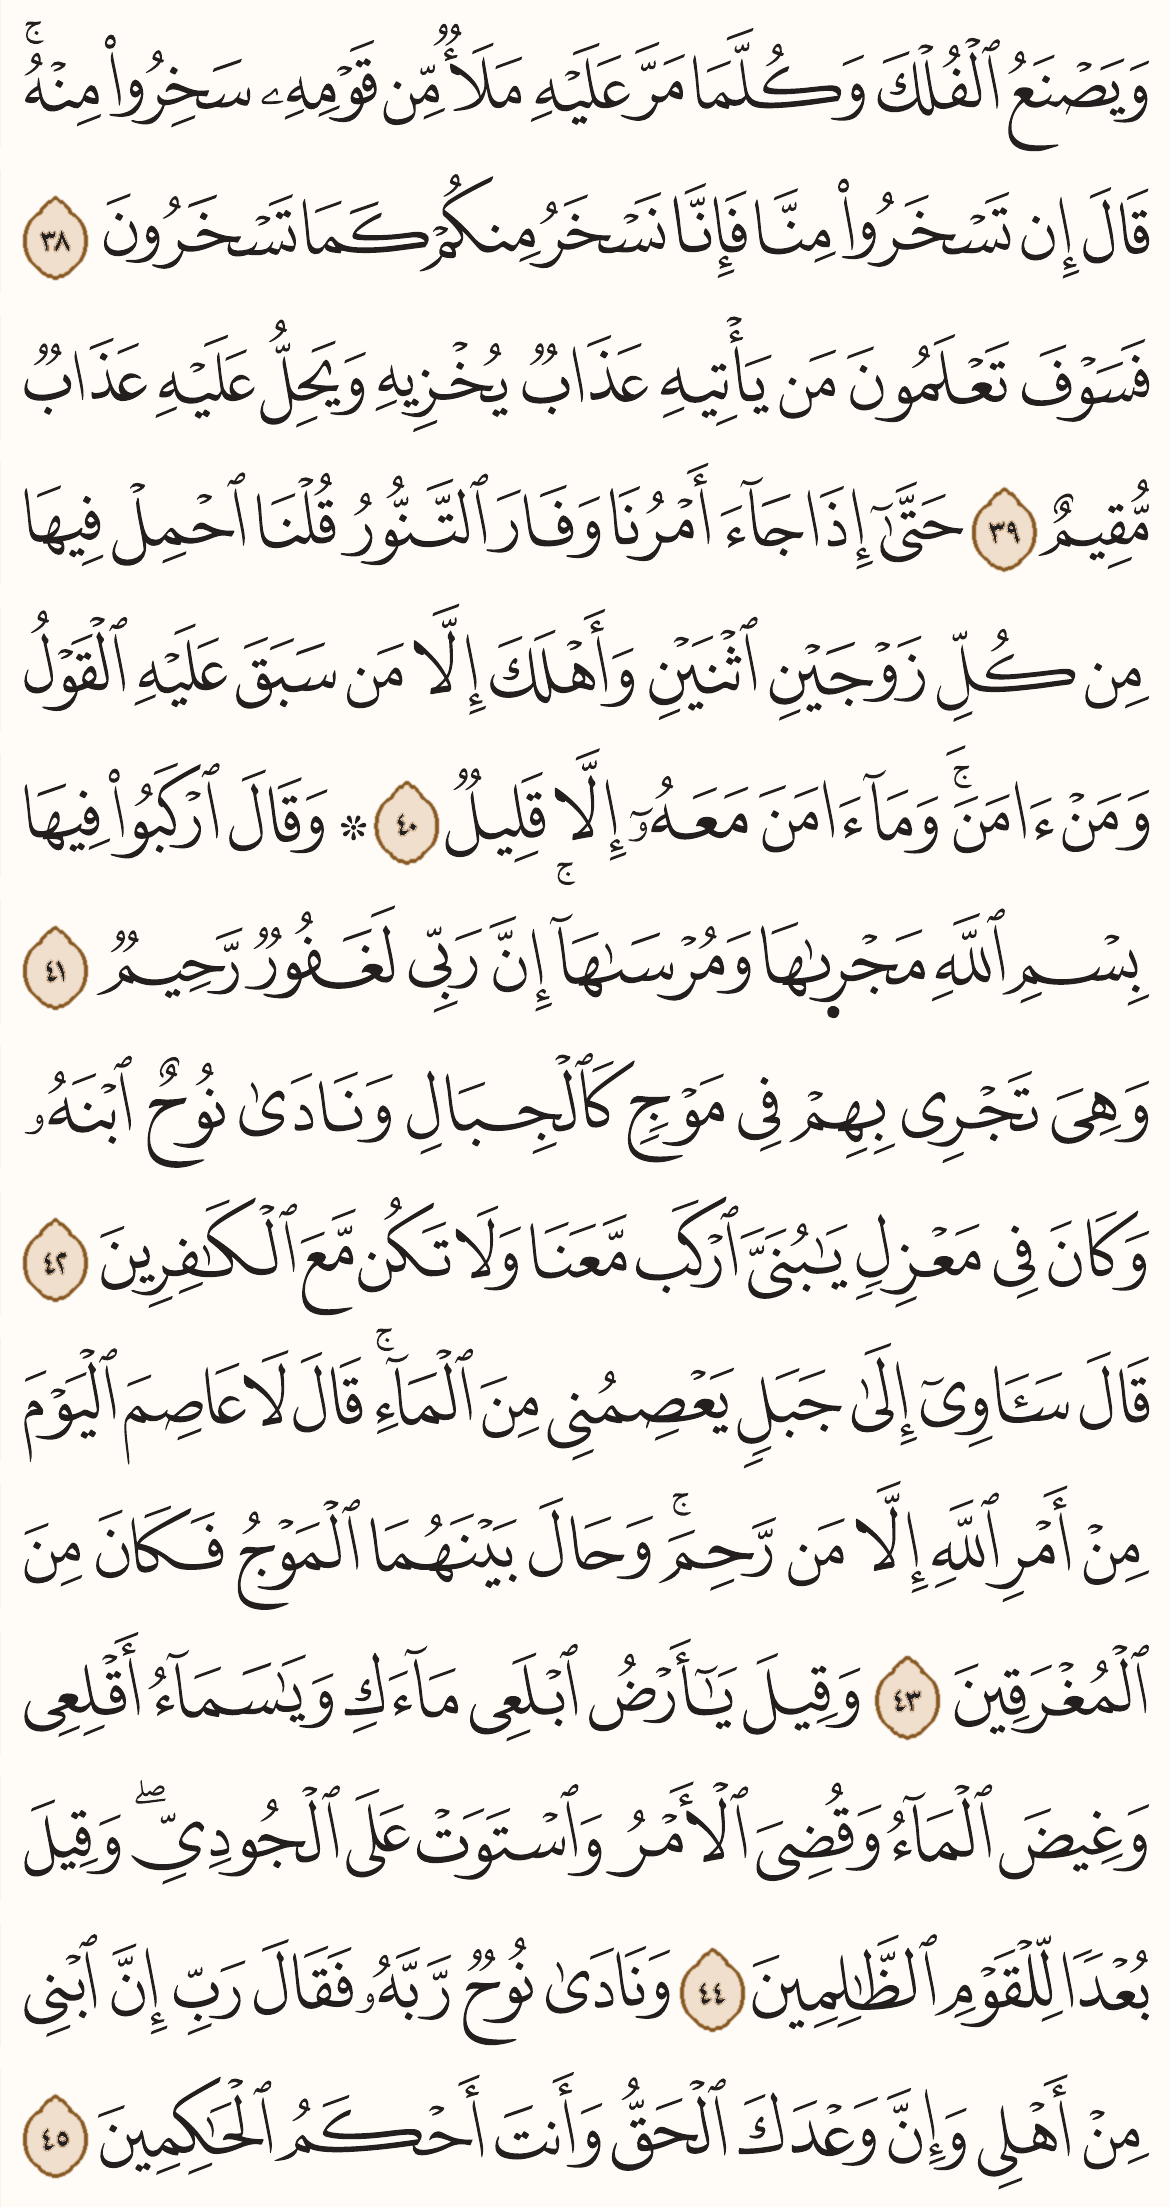 وَيَصۡنَعُ ٱلۡفُلۡكَ وَكُلَّمَا مَرَّ عَلَيۡهِ مَلَأٞ مِّن قَوۡمِهِۦ سَخِرُواْ مِنۡهُۚ
قَالَ إِن تَسۡخَرُواْ مِنَّا فَإِنَّا نَسۡخَرُ مِنكُمۡ كَمَا تَسۡخَرُونَ ٣٨
فَسَوۡفَ تَعۡلَمُونَ مَن يَأۡتِيهِ عَذَابٞ يُخۡزِيهِ وَيَحِلُّ عَلَيۡهِ عَذَابٞ
مُّقِيمٌ ٣٩ حَتَّىٰٓ إِذَا جَآءَ أَمۡرُنَا وَفَارَ ٱلتَّنُّورُ قُلۡنَا ٱحۡمِلۡ فِيهَا
مِن كُلّٖ زَوۡجَيۡنِ ٱثۡنَيۡنِ وَأَهۡلَكَ إِلَّا مَن سَبَقَ عَلَيۡهِ ٱلۡقَوۡلُ
وَمَنۡ ءَامَنَۚ وَمَآ ءَامَنَ مَعَهُۥٓ إِلَّا قَلِيلٞ ٤٠ ۞ وَقَالَ ٱرۡكَبُواْ فِيهَا
بِسۡمِ ٱللَّهِ مَجۡر۪ىٰهَا وَمُرۡسَىٰهَآۚ إِنَّ رَبِّي لَغَفُورٞ رَّحِيمٞ ٤١
وَهِيَ تَجۡرِي بِهِمۡ فِي مَوۡجٖ كَٱلۡجِبَالِ وَنَادَىٰ نُوحٌ ٱبۡنَهُۥ
وَكَانَ فِي مَعۡزِلٖ يَٰبُنَيَّ ٱرۡكَب مَّعَنَا وَلَا تَكُن مَّعَ ٱلۡكَٰفِرِينَ ٤٢
قَالَ سَـَٔاوِيٓ إِلَىٰ جَبَلٖ يَعۡصِمُنِي مِنَ ٱلۡمَآءِۚ قَالَ لَا عَاصِمَ ٱلۡيَوۡمَ
مِنۡ أَمۡرِ ٱللَّهِ إِلَّا مَن رَّحِمَۚ وَحَالَ بَيۡنَهُمَا ٱلۡمَوۡجُ فَكَانَ مِنَ
ٱلۡمُغۡرَقِينَ ٤٣ وَقِيلَ يَٰٓأَرۡضُ ٱبۡلَعِي مَآءَكِ وَيَٰسَمَآءُ أَقۡلِعِي
وَغِيضَ ٱلۡمَآءُ وَقُضِيَ ٱلۡأَمۡرُ وَٱسۡتَوَتۡ عَلَى ٱلۡجُودِيِّۖ وَقِيلَ
بُعۡدٗا لِّلۡقَوۡمِ ٱلظَّٰلِمِينَ ٤٤ وَنَادَىٰ نُوحٞ رَّبَّهُۥ فَقَالَ رَبِّ إِنَّ ٱبۡنِي
مِنۡ أَهۡلِي وَإِنَّ وَعۡدَكَ ٱلۡحَقُّ وَأَنتَ أَحۡكَمُ ٱلۡحَٰكِمِينَ ٤٥